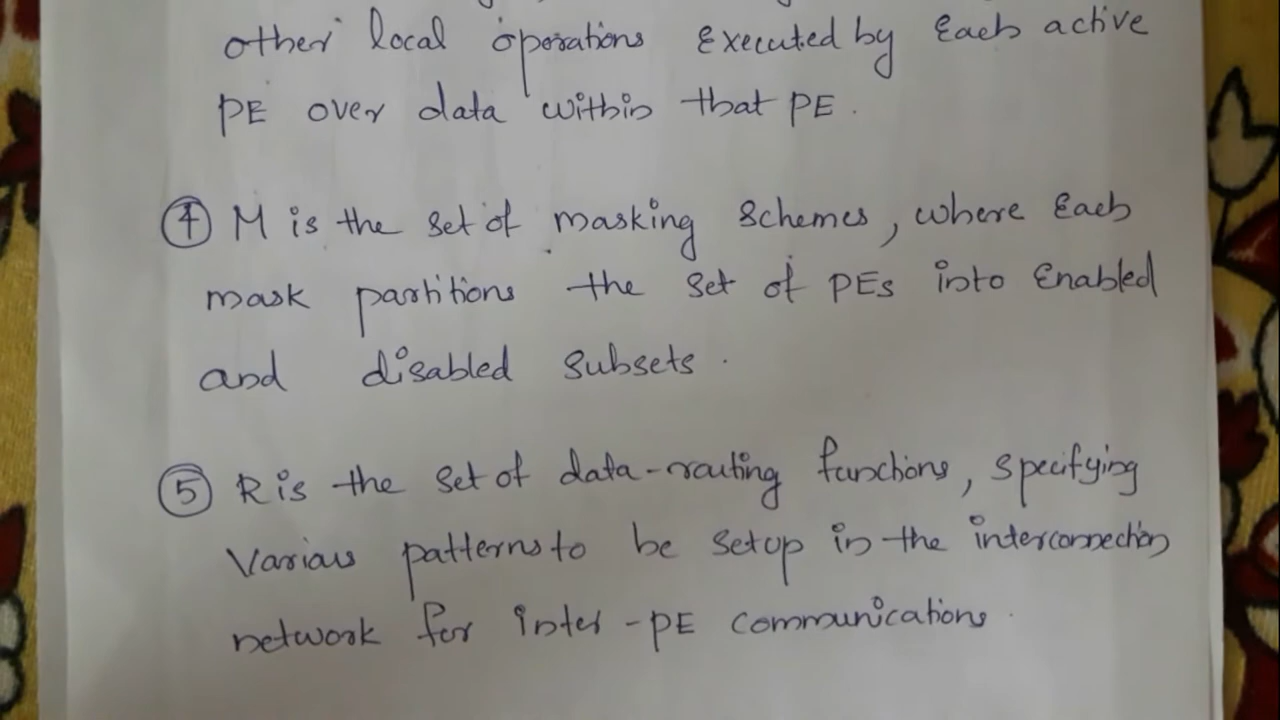 other local operations executed by Each active
PE over data within that PE.
④ M is the set of masking schemes, where Each
mask partitions the set of PEs into Enabled
and disabled subsets.
⑤ R is the set of data-routing functions, specifying
various patterns to be setup in the interconnection
network for inter-PE communications.